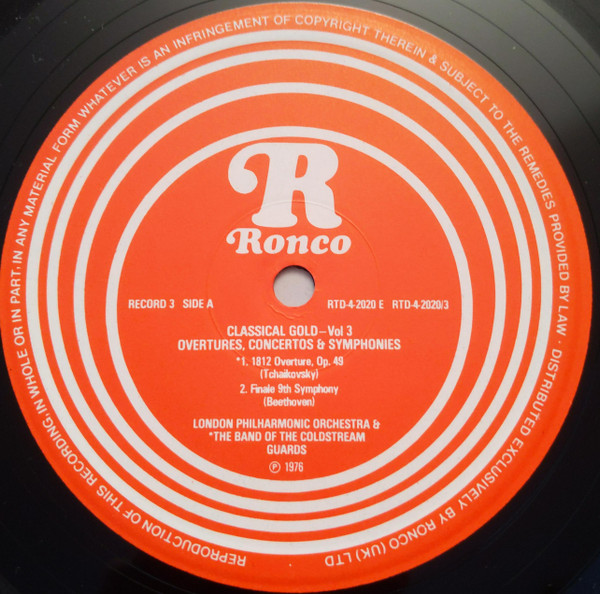 REPRODUCTION OF THIS RECORDING, IN WHOLE OR IN PART, IN ANY MATERIAL FORM WHATEVER IS AN INFRINGEMENT OF COPYRIGHT THEREIN & SUBJECT TO THE REMEDIES PROVIDED BY LAW · DISTRIBUTED EXCLUSIVELY BY RONCO (UK) LTD
R
Ronco
RECORD 3 SIDE A RTD-4-2020 E RTD-4-2020/3
CLASSICAL GOLD – Vol 3
OVERTURES, CONCERTOS & SYMPHONIES
*1. 1812 Overture, Op. 49
(Tchaikovsky)
2. Finale 9th Symphony
(Beethoven)
LONDON PHILHARMONIC ORCHESTRA &
*THE BAND OF THE COLDSTREAM
GUARDS
℗ 1976